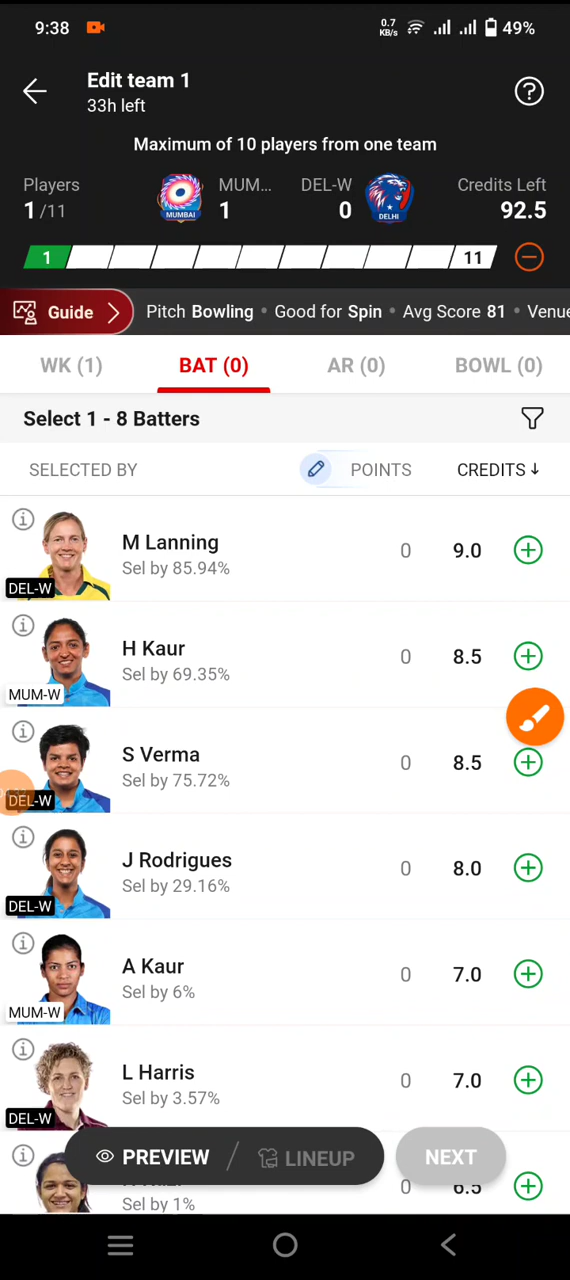 9:38
0.7
KB/s
49%
Edit team 1
33h left
?
Maximum of 10 players from one team
Players
1/11
MUMBAI
MUM...
1
DEL-W
0
DELHI
Credits Left
92.5
1
11
Guide
Pitch Bowling • Good for Spin • Avg Score 81 • Venue
WK (1)
BAT (0)
AR (0)
BOWL (0)
Select 1 - 8 Batters
SELECTED BY
POINTS
CREDITS↓
M Lanning
Sel by 85.94%
0
9.0
DEL-W
H Kaur
Sel by 69.35%
0
8.5
MUM-W
S Verma
Sel by 75.72%
0
8.5
DEL-W
J Rodrigues
Sel by 29.16%
0
8.0
DEL-W
A Kaur
Sel by 6%
0
7.0
MUM-W
L Harris
Sel by 3.57%
0
7.0
DEL-W
PREVIEW
LINEUP
NEXT
0
6.5
Sel by 1%